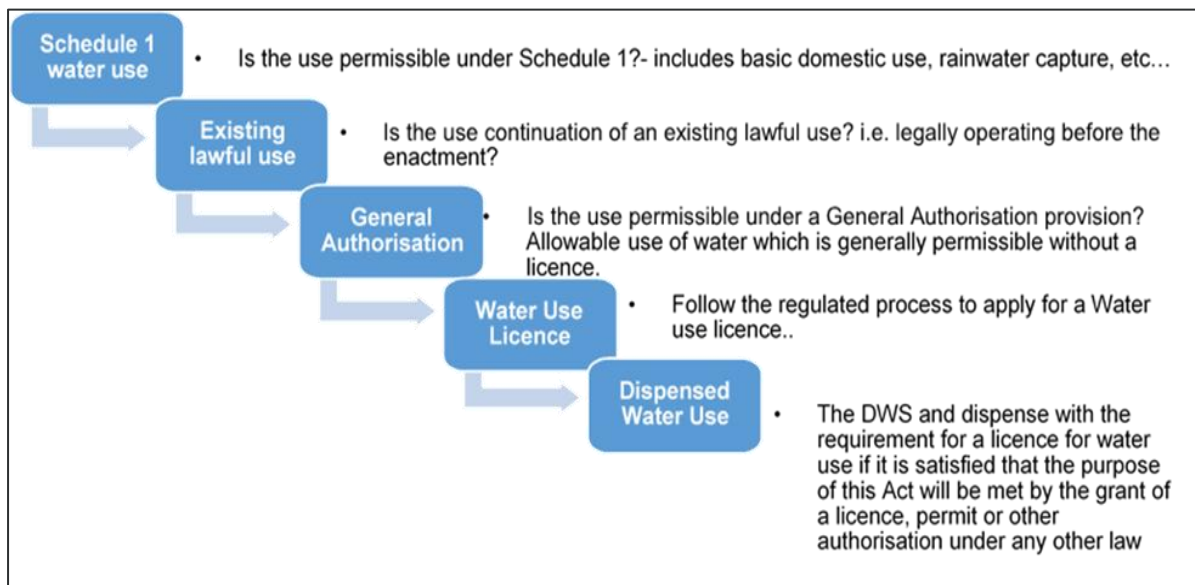 Schedule 1
water use
• Is the use permissible under Schedule 1?- includes basic domestic use, rainwater capture, etc…
Existing
lawful use
• Is the use continuation of an existing lawful use? i.e. legally operating before the
enactment?
General
Authorisation
• Is the use permissible under a General Authorisation provision?
Allowable use of water which is generally permissible without a
licence.
Water Use
Licence
• Follow the regulated process to apply for a Water
use licence..
Dispensed
Water Use
• The DWS and dispense with the
requirement for a licence for water
use if it is satisfied that the purpose
of this Act will be met by the grant of
a licence, permit or other
authorisation under any other law